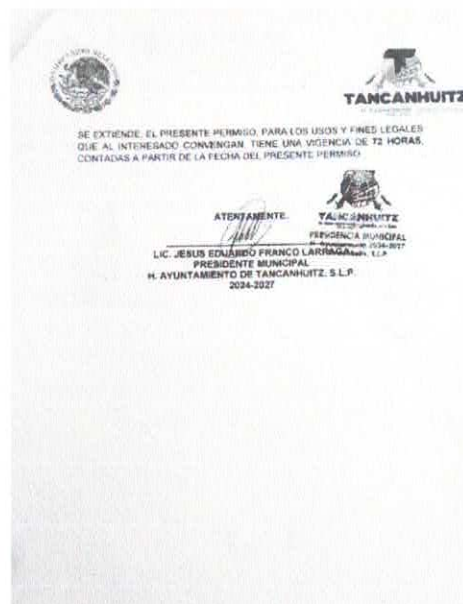 TANCANHUITZ
SE EXTIENDE, EL PRESENTE PERMISO, PARA LOS USOS Y FINES LEGALES
QUE AL INTERESADO CONVENGAN, TIENE UNA VIGENCIA DE 72 HORAS,
CONTADAS A PARTIR DE LA FECHA DEL PRESENTE PERMISO.
ATENTAMENTE.
TANCANHUITZ
PRESIDENCIA MUNICIPAL
2024-2027
S.L.P.
LIC. JESUS EDUARDO FRANCO LARRAGA
PRESIDENTE MUNICIPAL
H. AYUNTAMIENTO DE TANCANHUITZ, S.L.P.
2024-2027